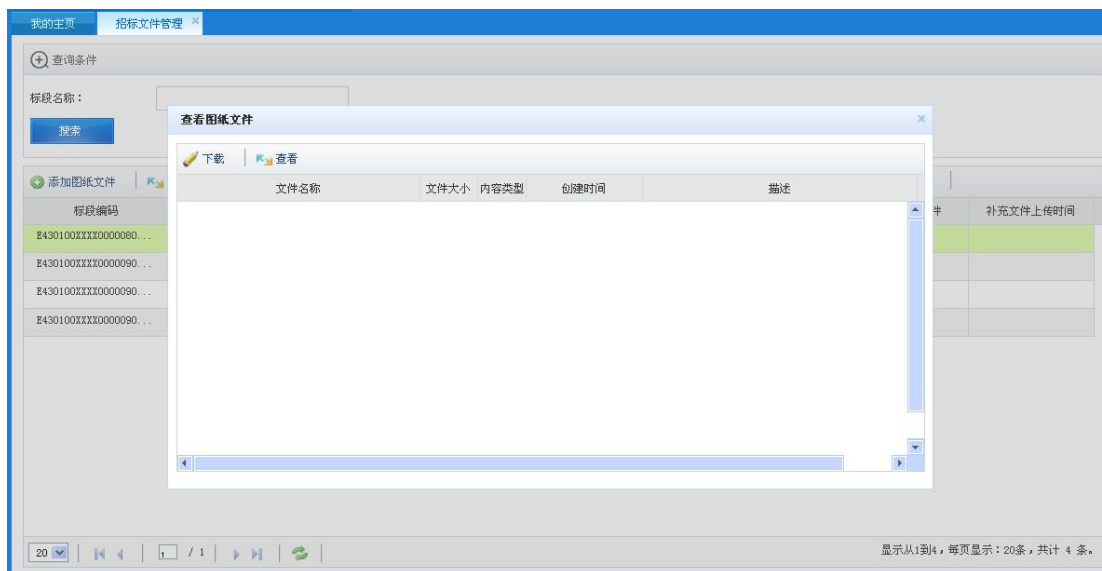 我的主页 招标文件管理
查询条件
标段名称：
搜索
查看图纸文件
下载 查看
文件名称 文件大小 内容类型 创建时间 描述
添加图纸文件
标段编码 件 补充文件上传时间
E430100XXXX0000080...
E430100XXXX0000090...
E430100XXXX0000090...
E430100XXXX0000090...
20 1 / 1 显示从1到4，每页显示：20条，共计 4 条。